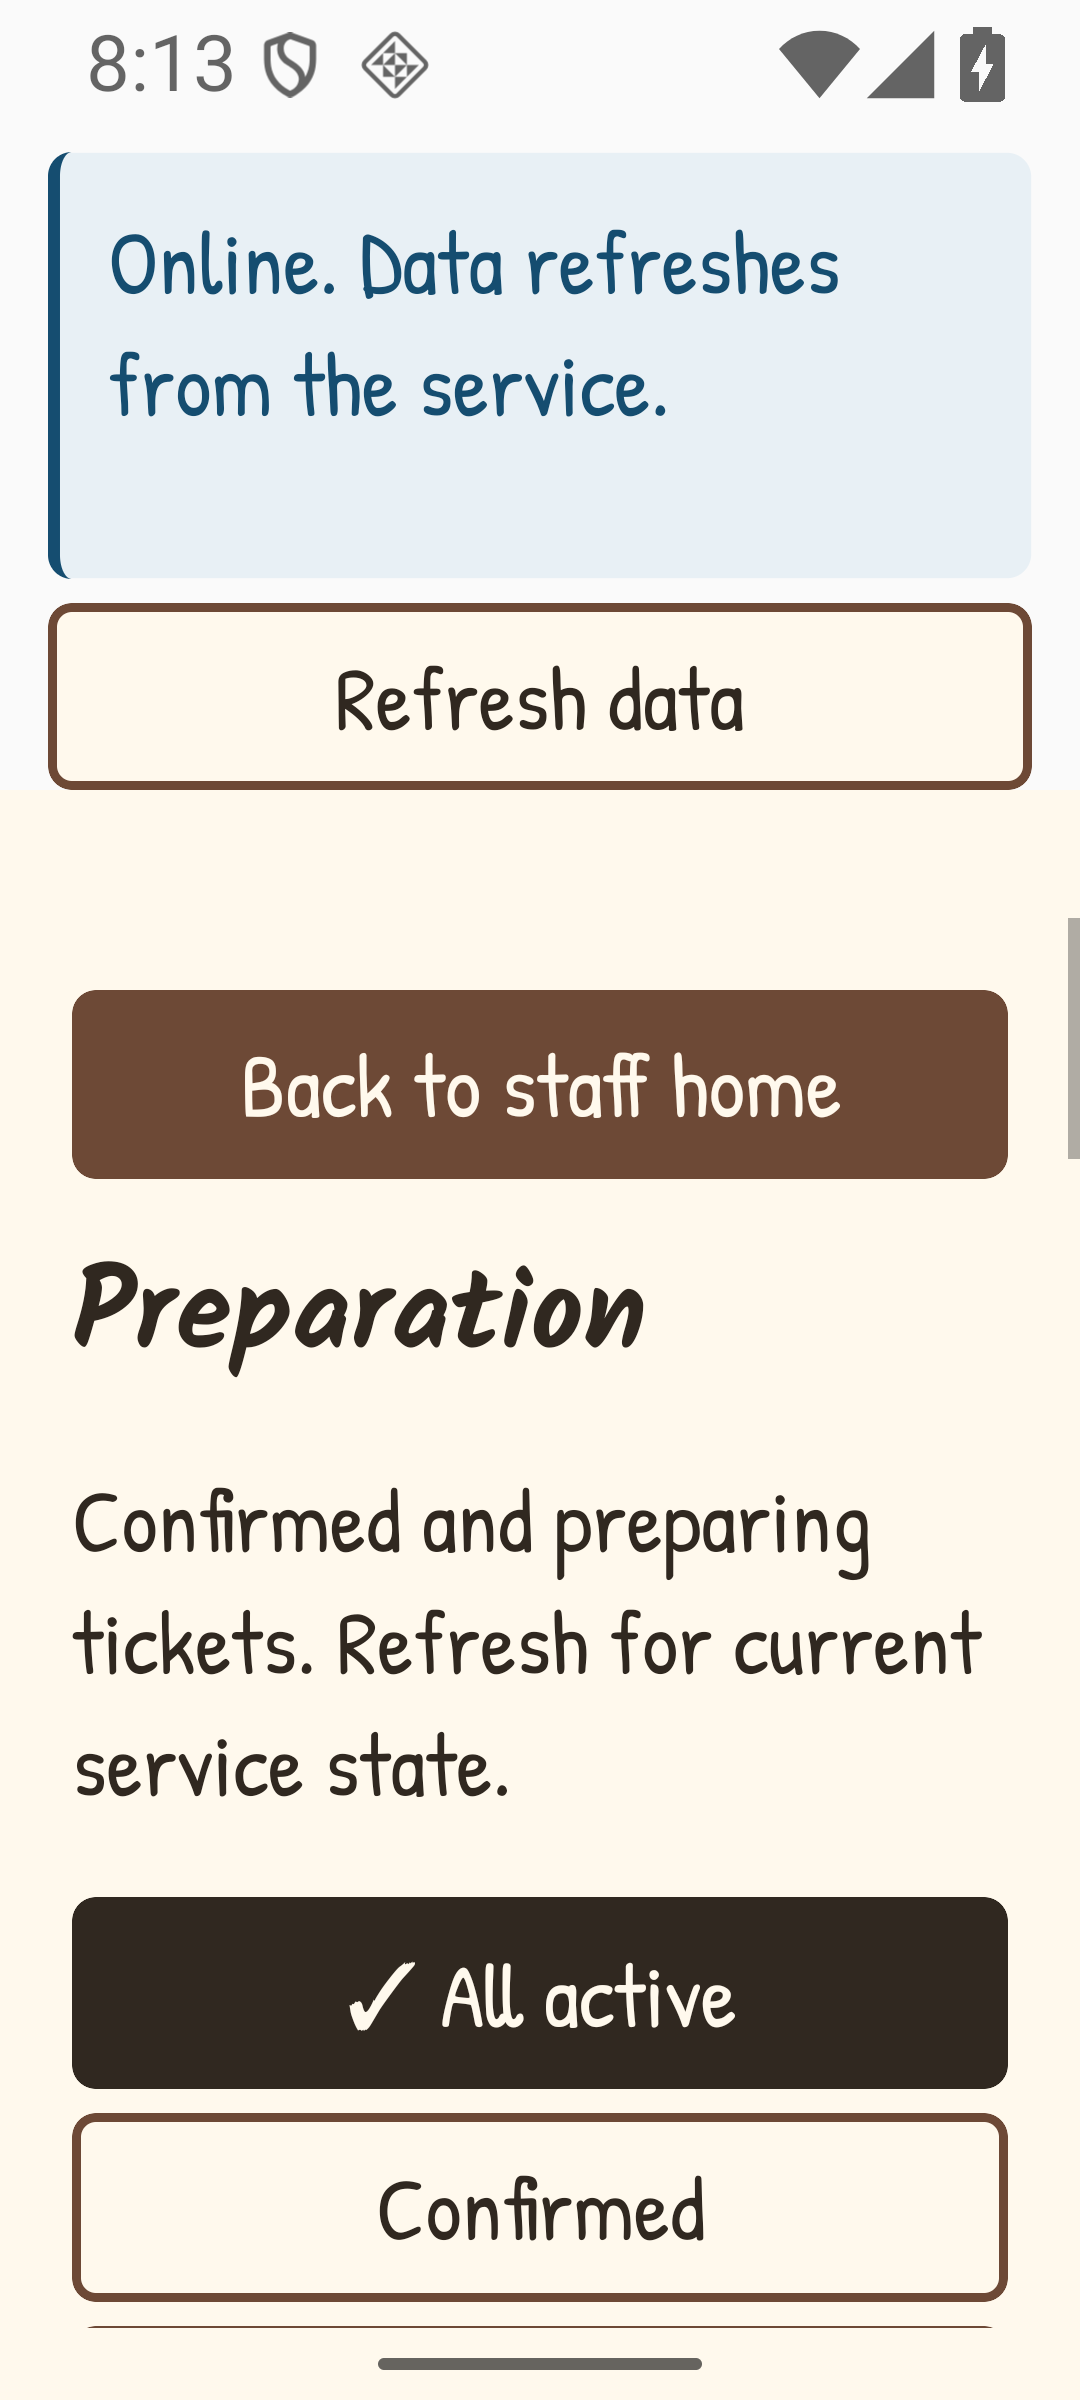 8:13
Online. Data refreshes
from the service.
Refresh data
Back to staff home
Preparation
Confirmed and preparing
tickets. Refresh for current
service state.
✓ All active
Confirmed